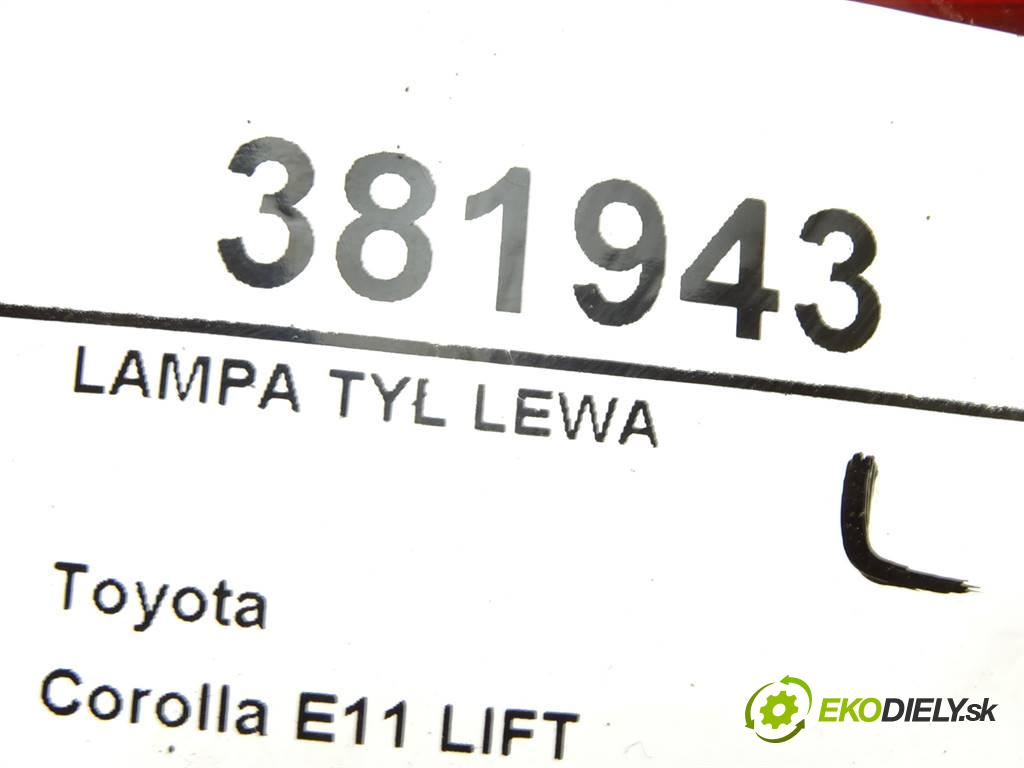 381943
LAMPA TYŁ LEWA
L
Toyota
Corolla E11 LIFT
EKODIELY.sk